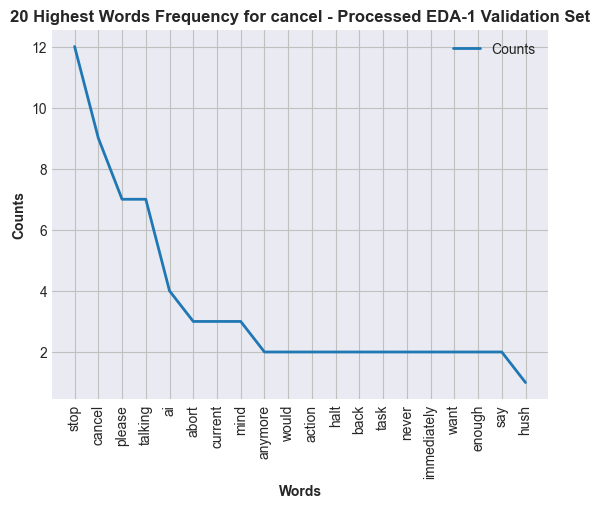 20 Highest Words Frequency for cancel - Processed EDA-1 Validation Set
Counts
12
10
8
6
4
2
Counts
stop
cancel
please
talking
ai
abort
current
mind
anymore
would
action
halt
back
task
never
immediately
want
enough
say
hush
Words